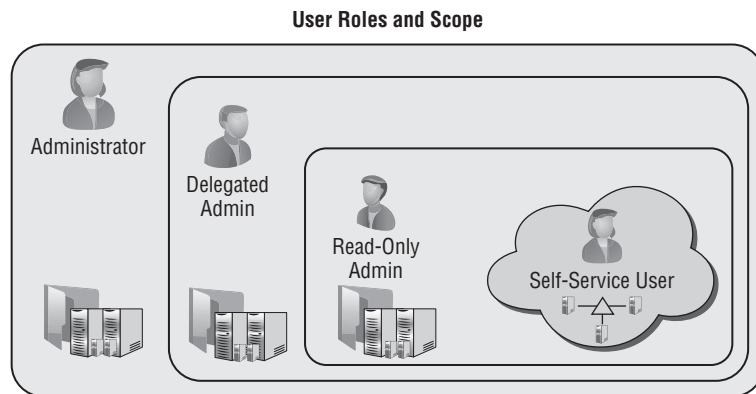 User Roles and Scope
Administrator
Delegated
Admin
Read-Only
Admin
Self-Service User